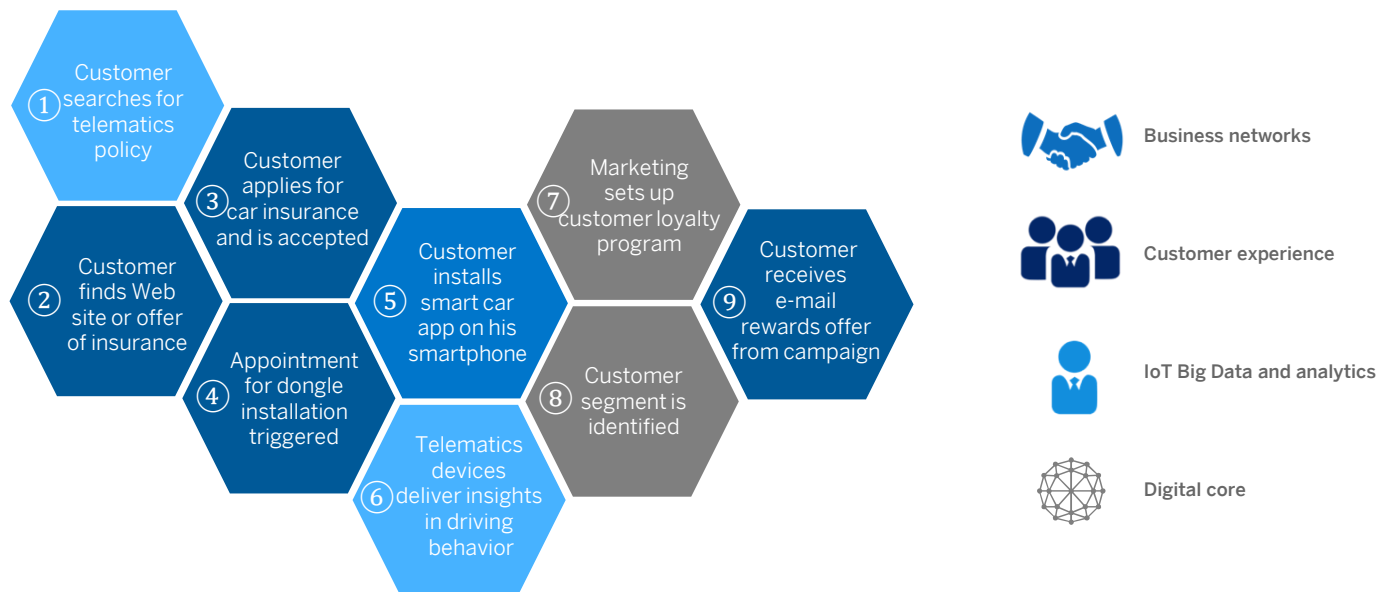 1
Customer
searches for
telematics
policy
2
Customer
finds Web
site or offer
of insurance
3
Customer
applies for
car insurance
and is accepted
4
Appointment
for dongle
installation
triggered
5
Customer
installs
smart car
app on his
smartphone
6
Telematics
devices
deliver insights
in driving
behavior
7
Marketing
sets up
customer loyalty
program
8
Customer
segment is
identified
9
Customer
receives
e-mail
rewards offer
from campaign
Business networks
Customer experience
IoT Big Data and analytics
Digital core